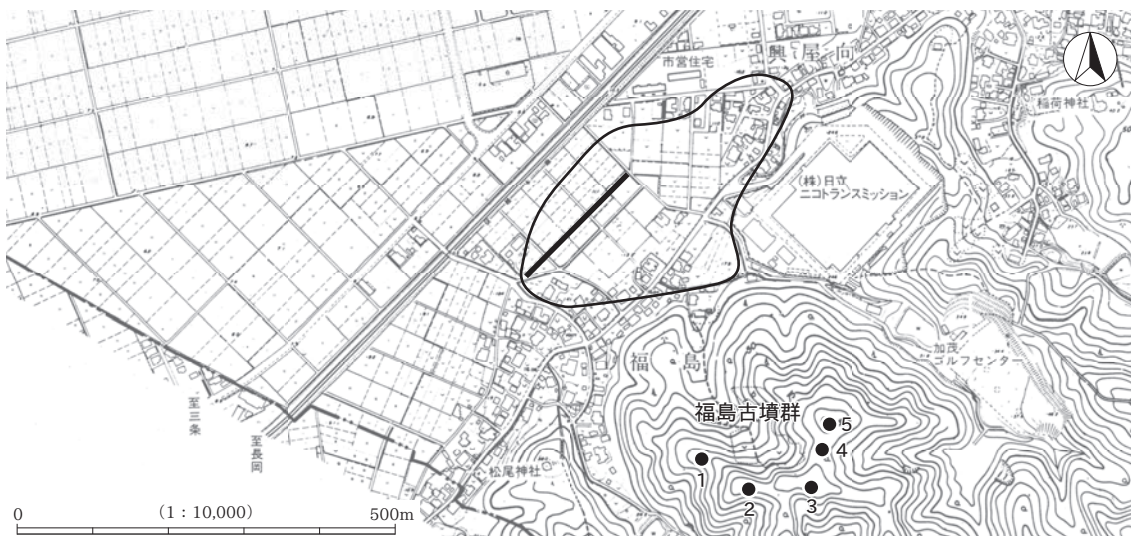 興屋向
市営住宅
稲荷神社
(株)日立
ニコトランスミッション
加茂
ゴルフセンター
福島
福島古墳群
5
4
1
2
3
松尾神社
至三条
至長岡
0
(1:10,000)
500m